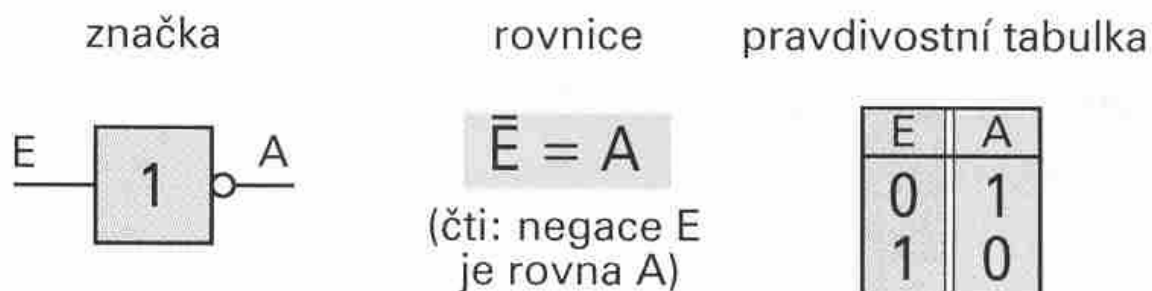 značka
rovnice
pravdivostní tabulka
E
1
A
Ē = A
(čti: negace E
je rovna A)
E A
0 1
1 0